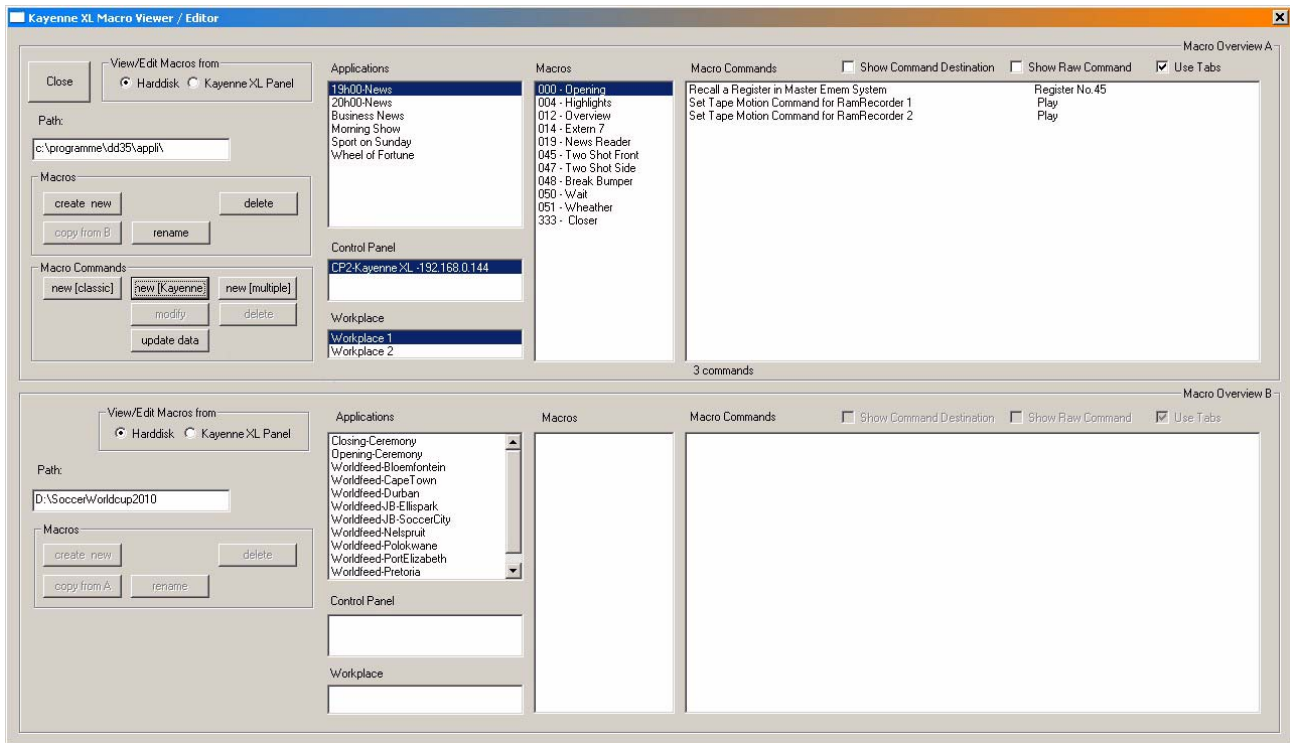 Kayenne XL Macro Viewer / Editor
Macro Overview A
Close
View/Edit Macros from
Harddisk
Kayenne XL Panel
Path:
c:\programme\dd35\appli\
Macros
create new
delete
copy from B
rename
Macro Commands
new [classic]
new [Kayenne]
new [multiple]
modify
delete
update data
Applications
19h00-News
20h00-News
Business News
Morning Show
Sport on Sunday
Wheel of Fortune
Control Panel
CP2-Kayenne XL -192.168.0.144
Workplace
Workplace 1
Workplace 2
Macros
000 - Opening
004 - Highlights
012 - Overview
014 - Extern 7
019 - News Reader
045 - Two Shot Front
047 - Two Shot Side
048 - Break Bumper
050 - Wait
051 - Wheather
333 - Closer
Macro Commands
Show Command Destination
Show Raw Command
Use Tabs
Recall a Register in Master Emem System Register No.45
Set Tape Motion Command for RamRecorder 1 Play
Set Tape Motion Command for RamRecorder 2 Play
3 commands
Macro Overview B
View/Edit Macros from
Harddisk
Kayenne XL Panel
Path:
D:\SoccerWorldcup2010
Macros
create new
delete
copy from A
rename
Applications
Closing-Ceremony
Opening-Ceremony
Worldfeed-Bloemfontein
Worldfeed-CapeTown
Worldfeed-Durban
Worldfeed-JB-Ellispark
Worldfeed-JB-SoccerCity
Worldfeed-Nelspruit
Worldfeed-Polokwane
Worldfeed-PortElizabeth
Worldfeed-Pretoria
Control Panel
Workplace
Macros
Macro Commands
Show Command Destination
Show Raw Command
Use Tabs